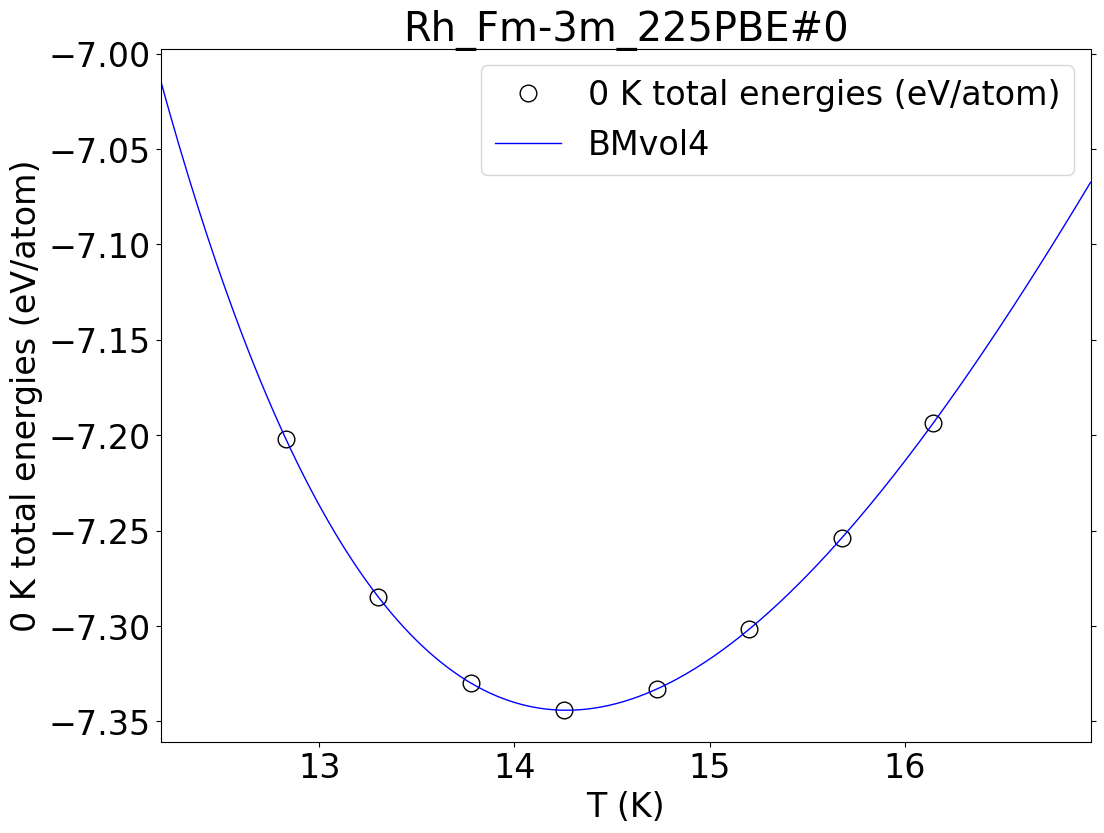 Rh_Fm-3m_225PBE#0
0 K total energies (eV/atom)
BMvol4
0 K total energies (eV/atom)
−7.00
−7.05
−7.10
−7.15
−7.20
−7.25
−7.30
−7.35
13 14 15 16
T (K)